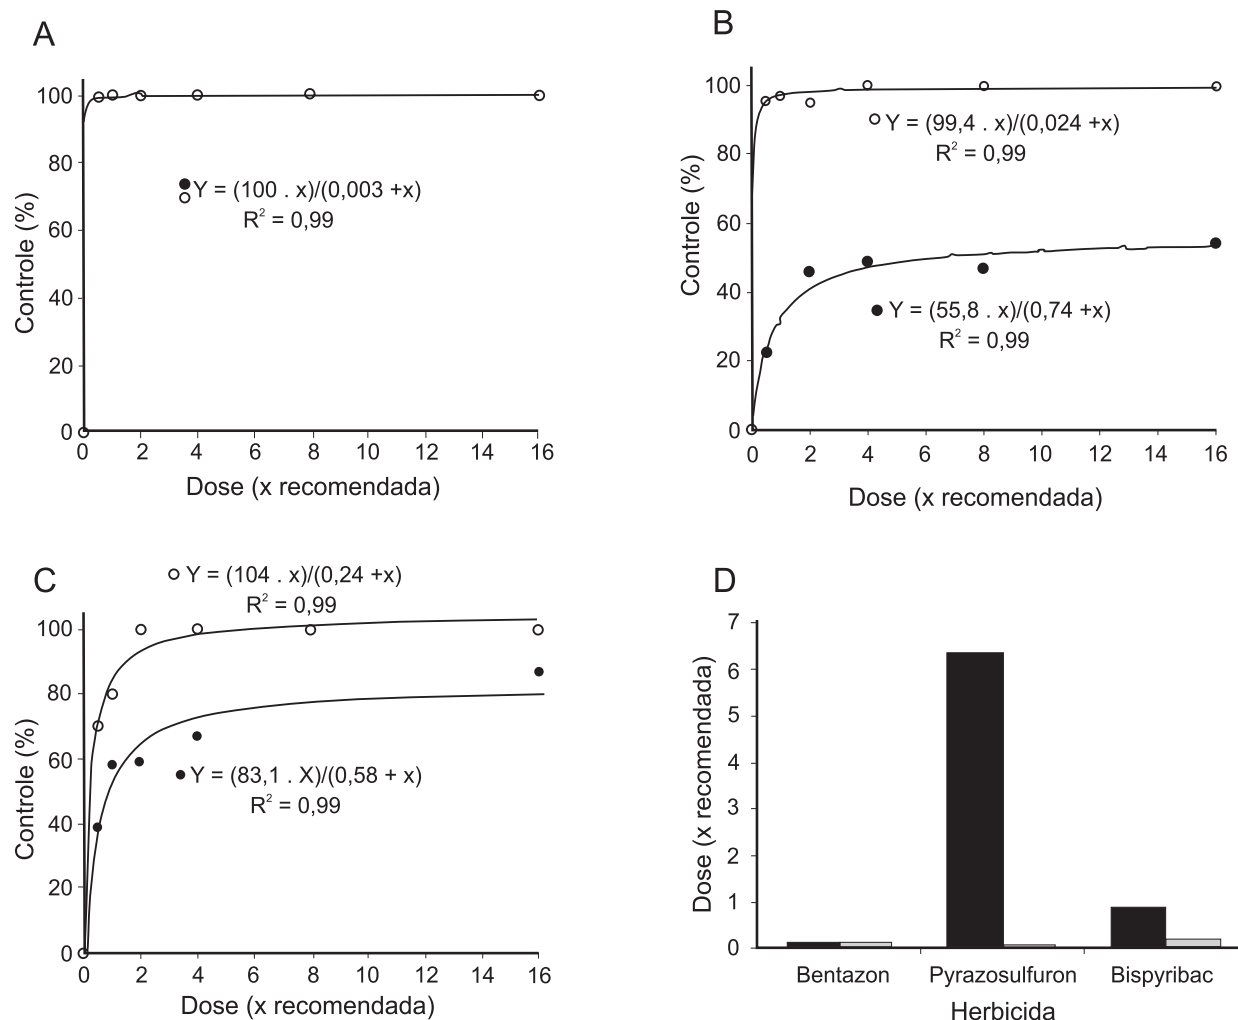 A
100
80
60
40
20
0
Controle (%)
Y = (100 . x)/(0,003 +x)
R² = 0,99
0 2 4 6 8 10 12 14 16
Dose (x recomendada)
B
100
80
60
40
20
0
Controle (%)
Y = (99,4 . x)/(0,024 +x)
R² = 0,99
Y = (55,8 . x)/(0,74 +x)
R² = 0,99
0 2 4 6 8 10 12 14 16
Dose (x recomendada)
C
Y = (104 . x)/(0,24 +x)
R² = 0,99
100
80
60
40
20
0
Controle (%)
Y = (83,1 . X)/(0,58 + x)
R² = 0,99
0 2 4 6 8 10 12 14 16
Dose (x recomendada)
D
7
6
5
4
3
2
1
0
Dose (x recomendada)
Bentazon Pyrazosulfuron Bispyribac
Herbicida